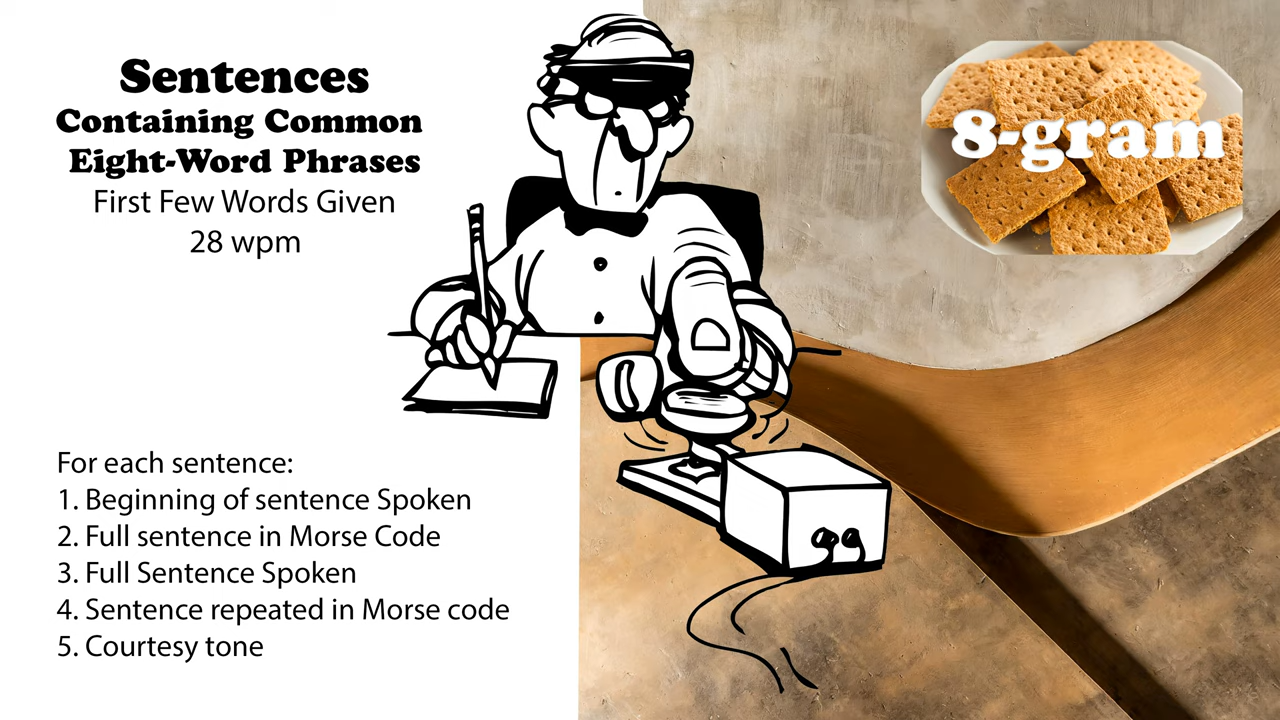 Sentences
Containing Common
Eight-Word Phrases
First Few Words Given
28 wpm
8-gram
For each sentence:
1. Beginning of sentence Spoken
2. Full sentence in Morse Code
3. Full Sentence Spoken
4. Sentence repeated in Morse code
5. Courtesy tone